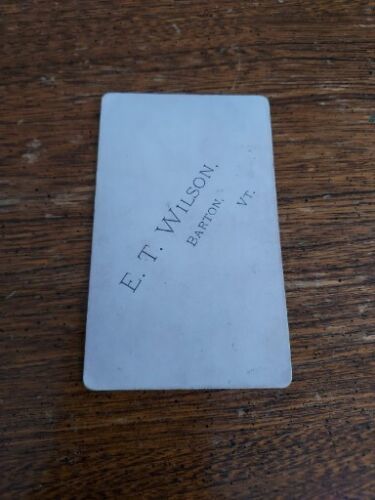 E. T. WILSON,
BARTON, VT.